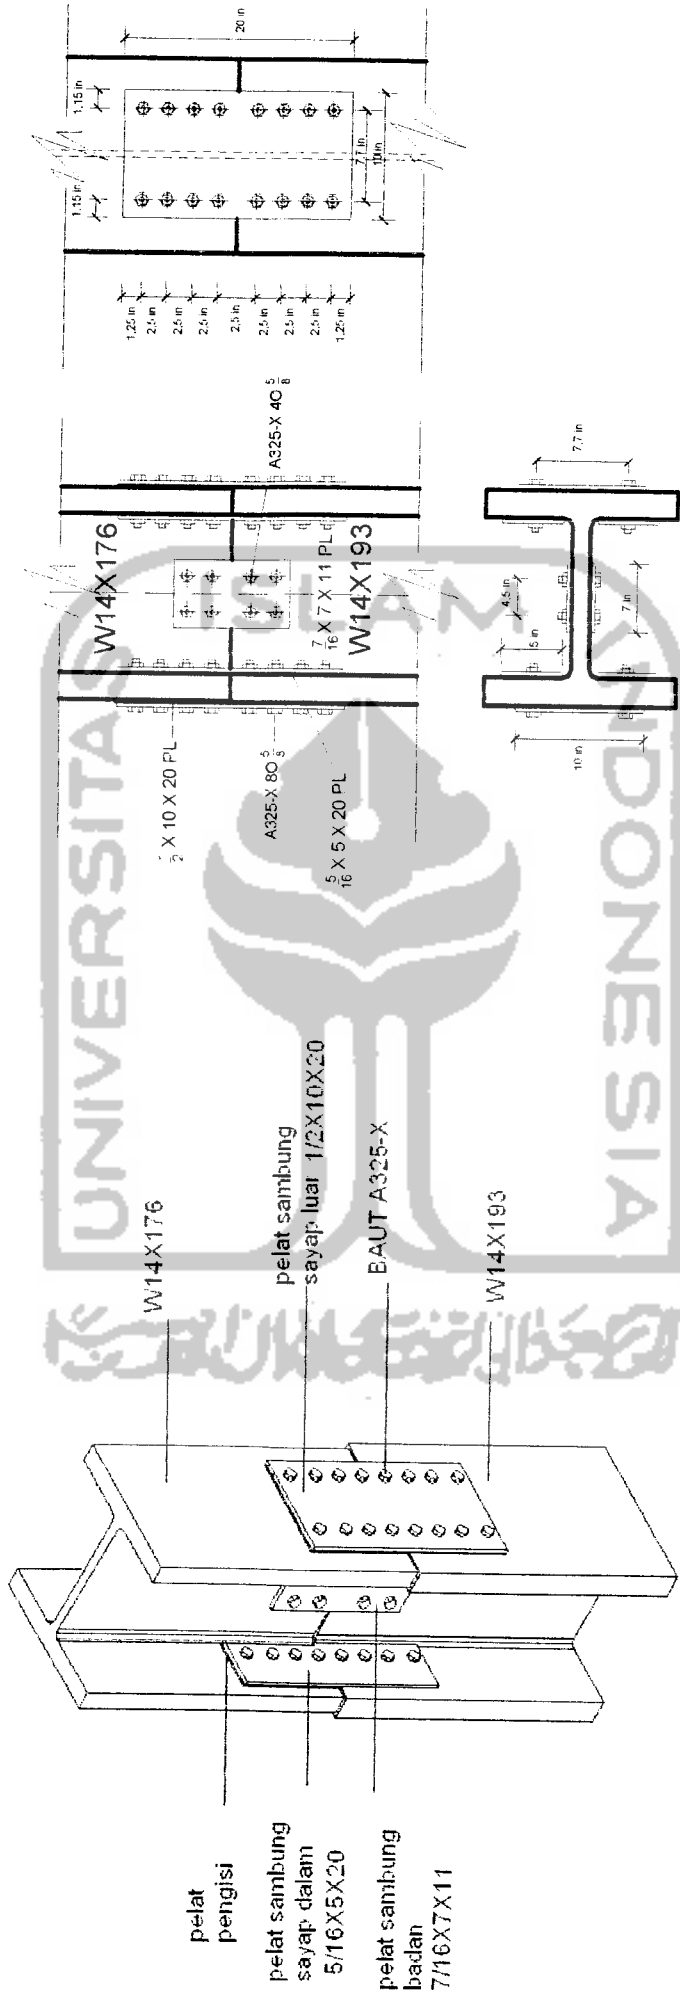 pelat
pengisi
pelat sambung
sayap dalam
5/16X5X20
pelat sambung
badan
7/16X7X11
W14X176
pelat sambung
sayap luar 1/2X10X20
BAUT A325-X
W14X193
X 10 X 20 PL
A325-X 8O 5/8
5/16 X 5 X 20 PL
W14X176
W14X193
7/16 X 7 X 11 PL
A325-X 4O 5/8
1,25 in
2,5 in
2,5 in
2,5 in
2,5 in
2,5 in
2,5 in
2,5 in
1,25 in
1,15 in
1,15 in
20 in
7,7 in
10 in
10 in
5 in
4,5 in
7 in
7,7 in
UNIVERSITAS
ISLAM
INDONESIA